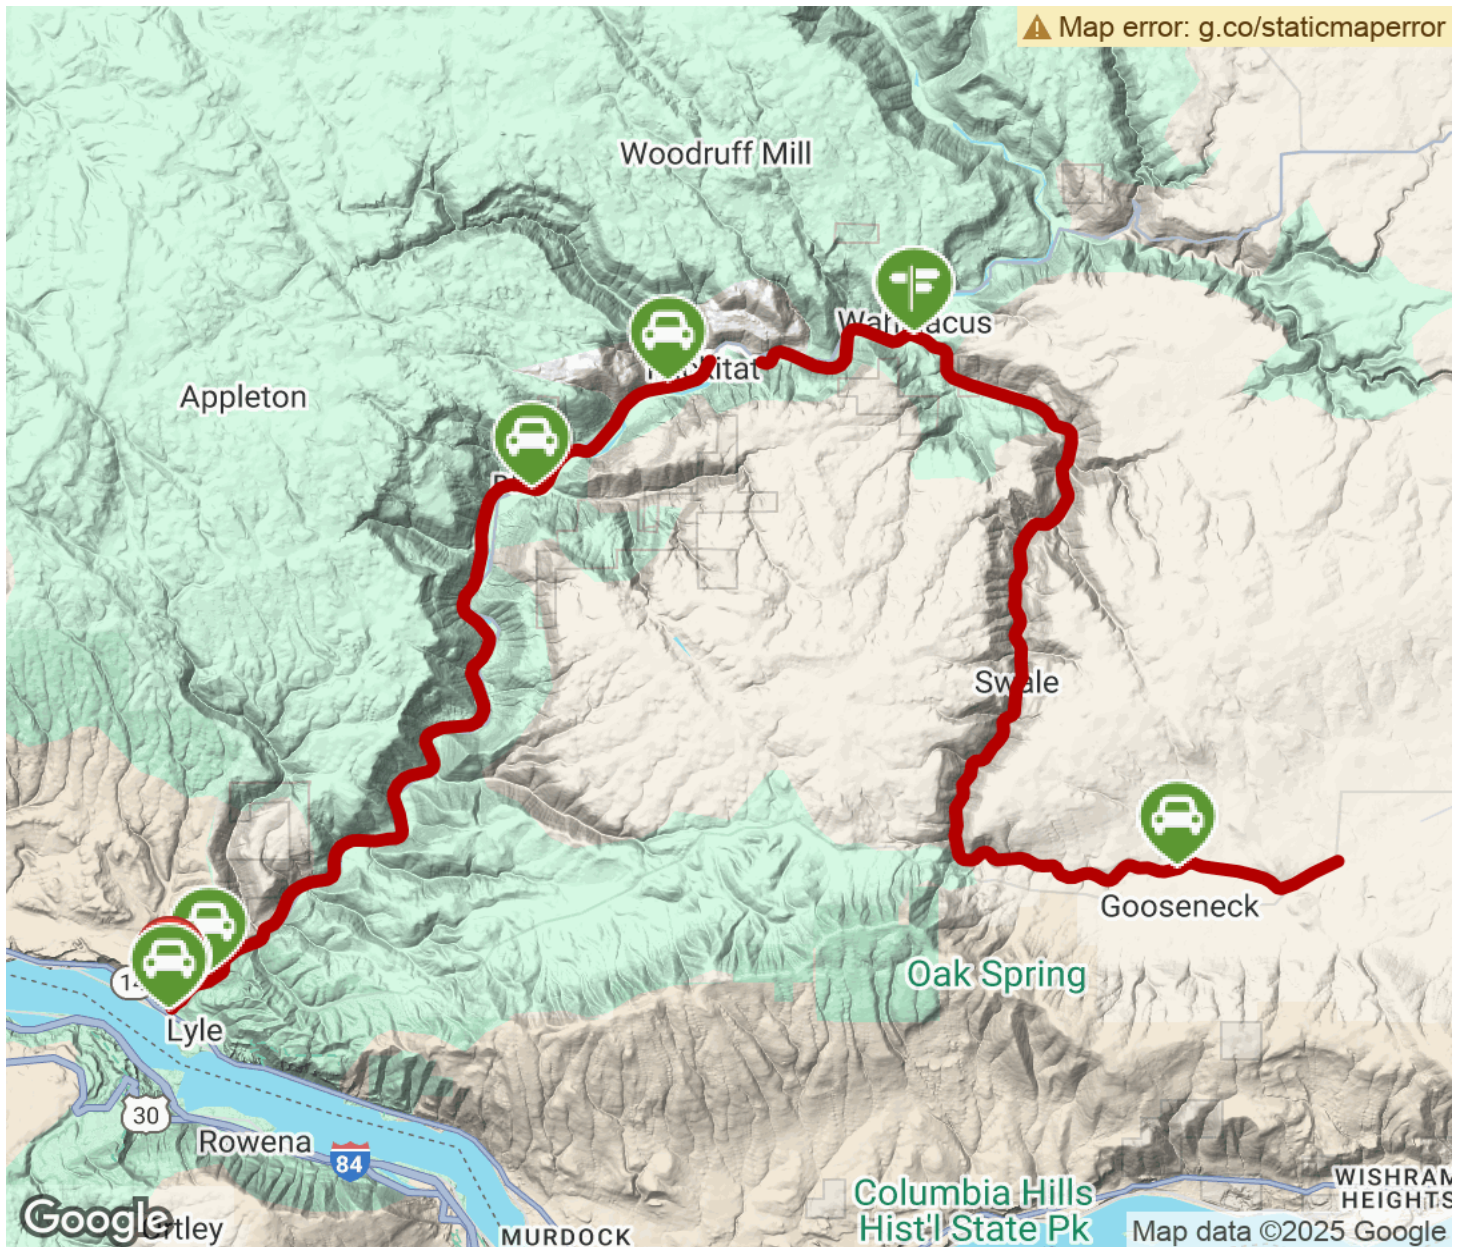 Map error: g.co/staticmaperror
Woodruff Mill
Appleton
Swale
Gooseneck
Oak Spring
14
Lyle
30
Rowena
84
WISHRAM
HEIGHTS
Columbia Hills
Hist'l State Pk
MURDOCK
Google
Map data ©2025 Google